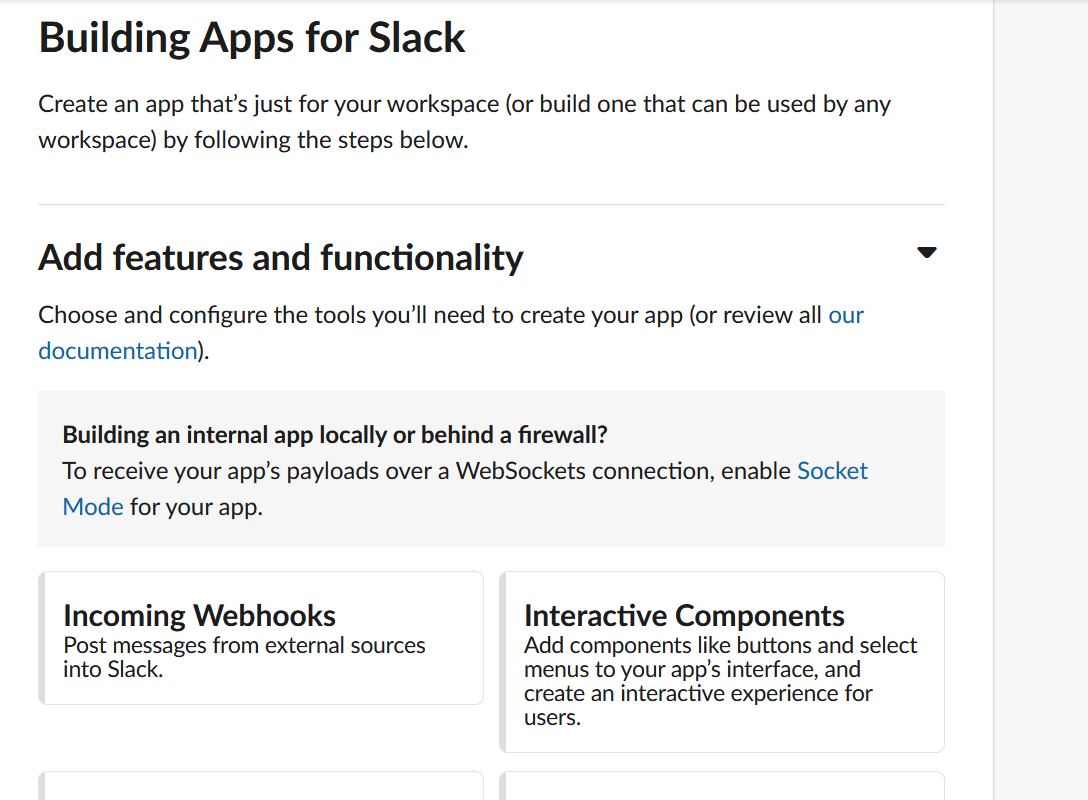 Building Apps for Slack
Create an app that’s just for your workspace (or build one that can be used by any
workspace) by following the steps below.
Add features and functionality
Choose and configure the tools you’ll need to create your app (or review all our
documentation).
Building an internal app locally or behind a firewall?
To receive your app’s payloads over a WebSockets connection, enable Socket
Mode for your app.
Incoming Webhooks
Post messages from external sources
into Slack.
Interactive Components
Add components like buttons and select
menus to your app’s interface, and
create an interactive experience for
users.